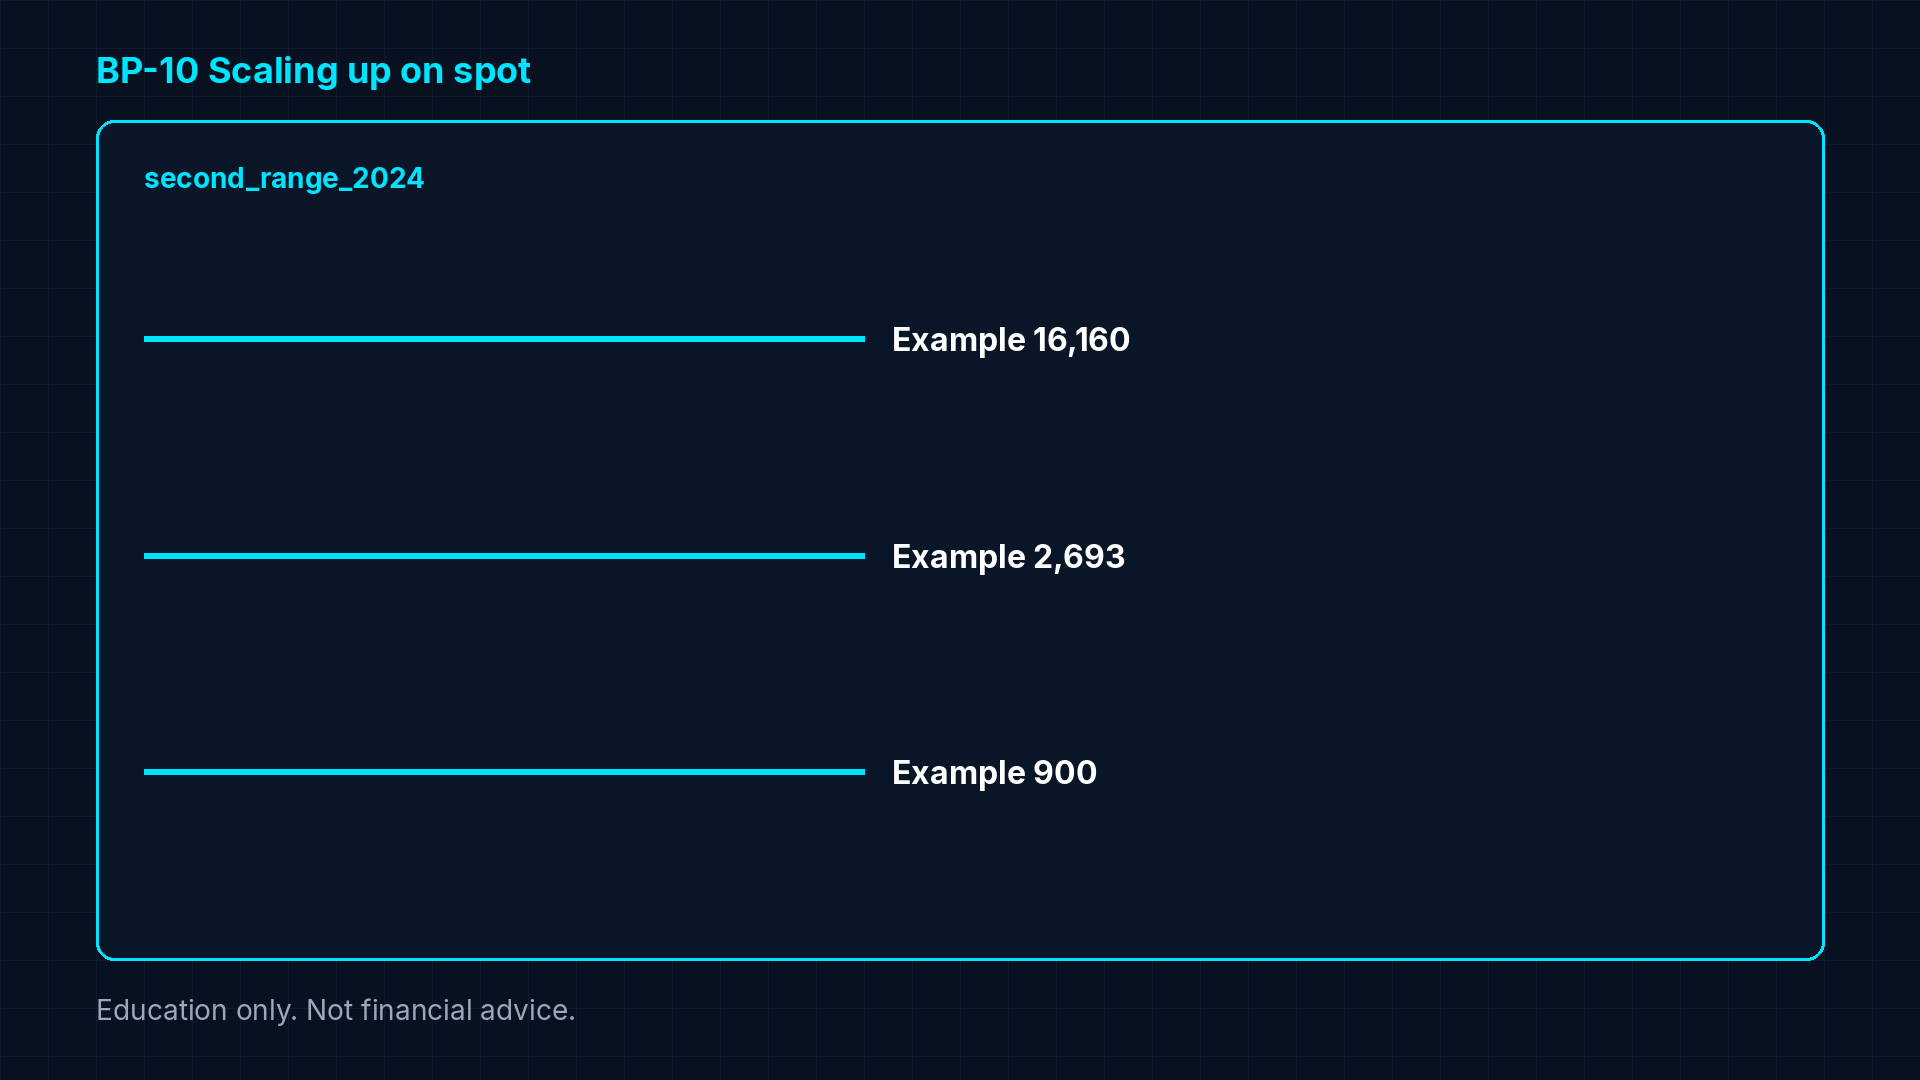 BP-10 Scaling up on spot
second_range_2024
Example 16,160
Example 2,693
Example 900
Education only. Not financial advice.